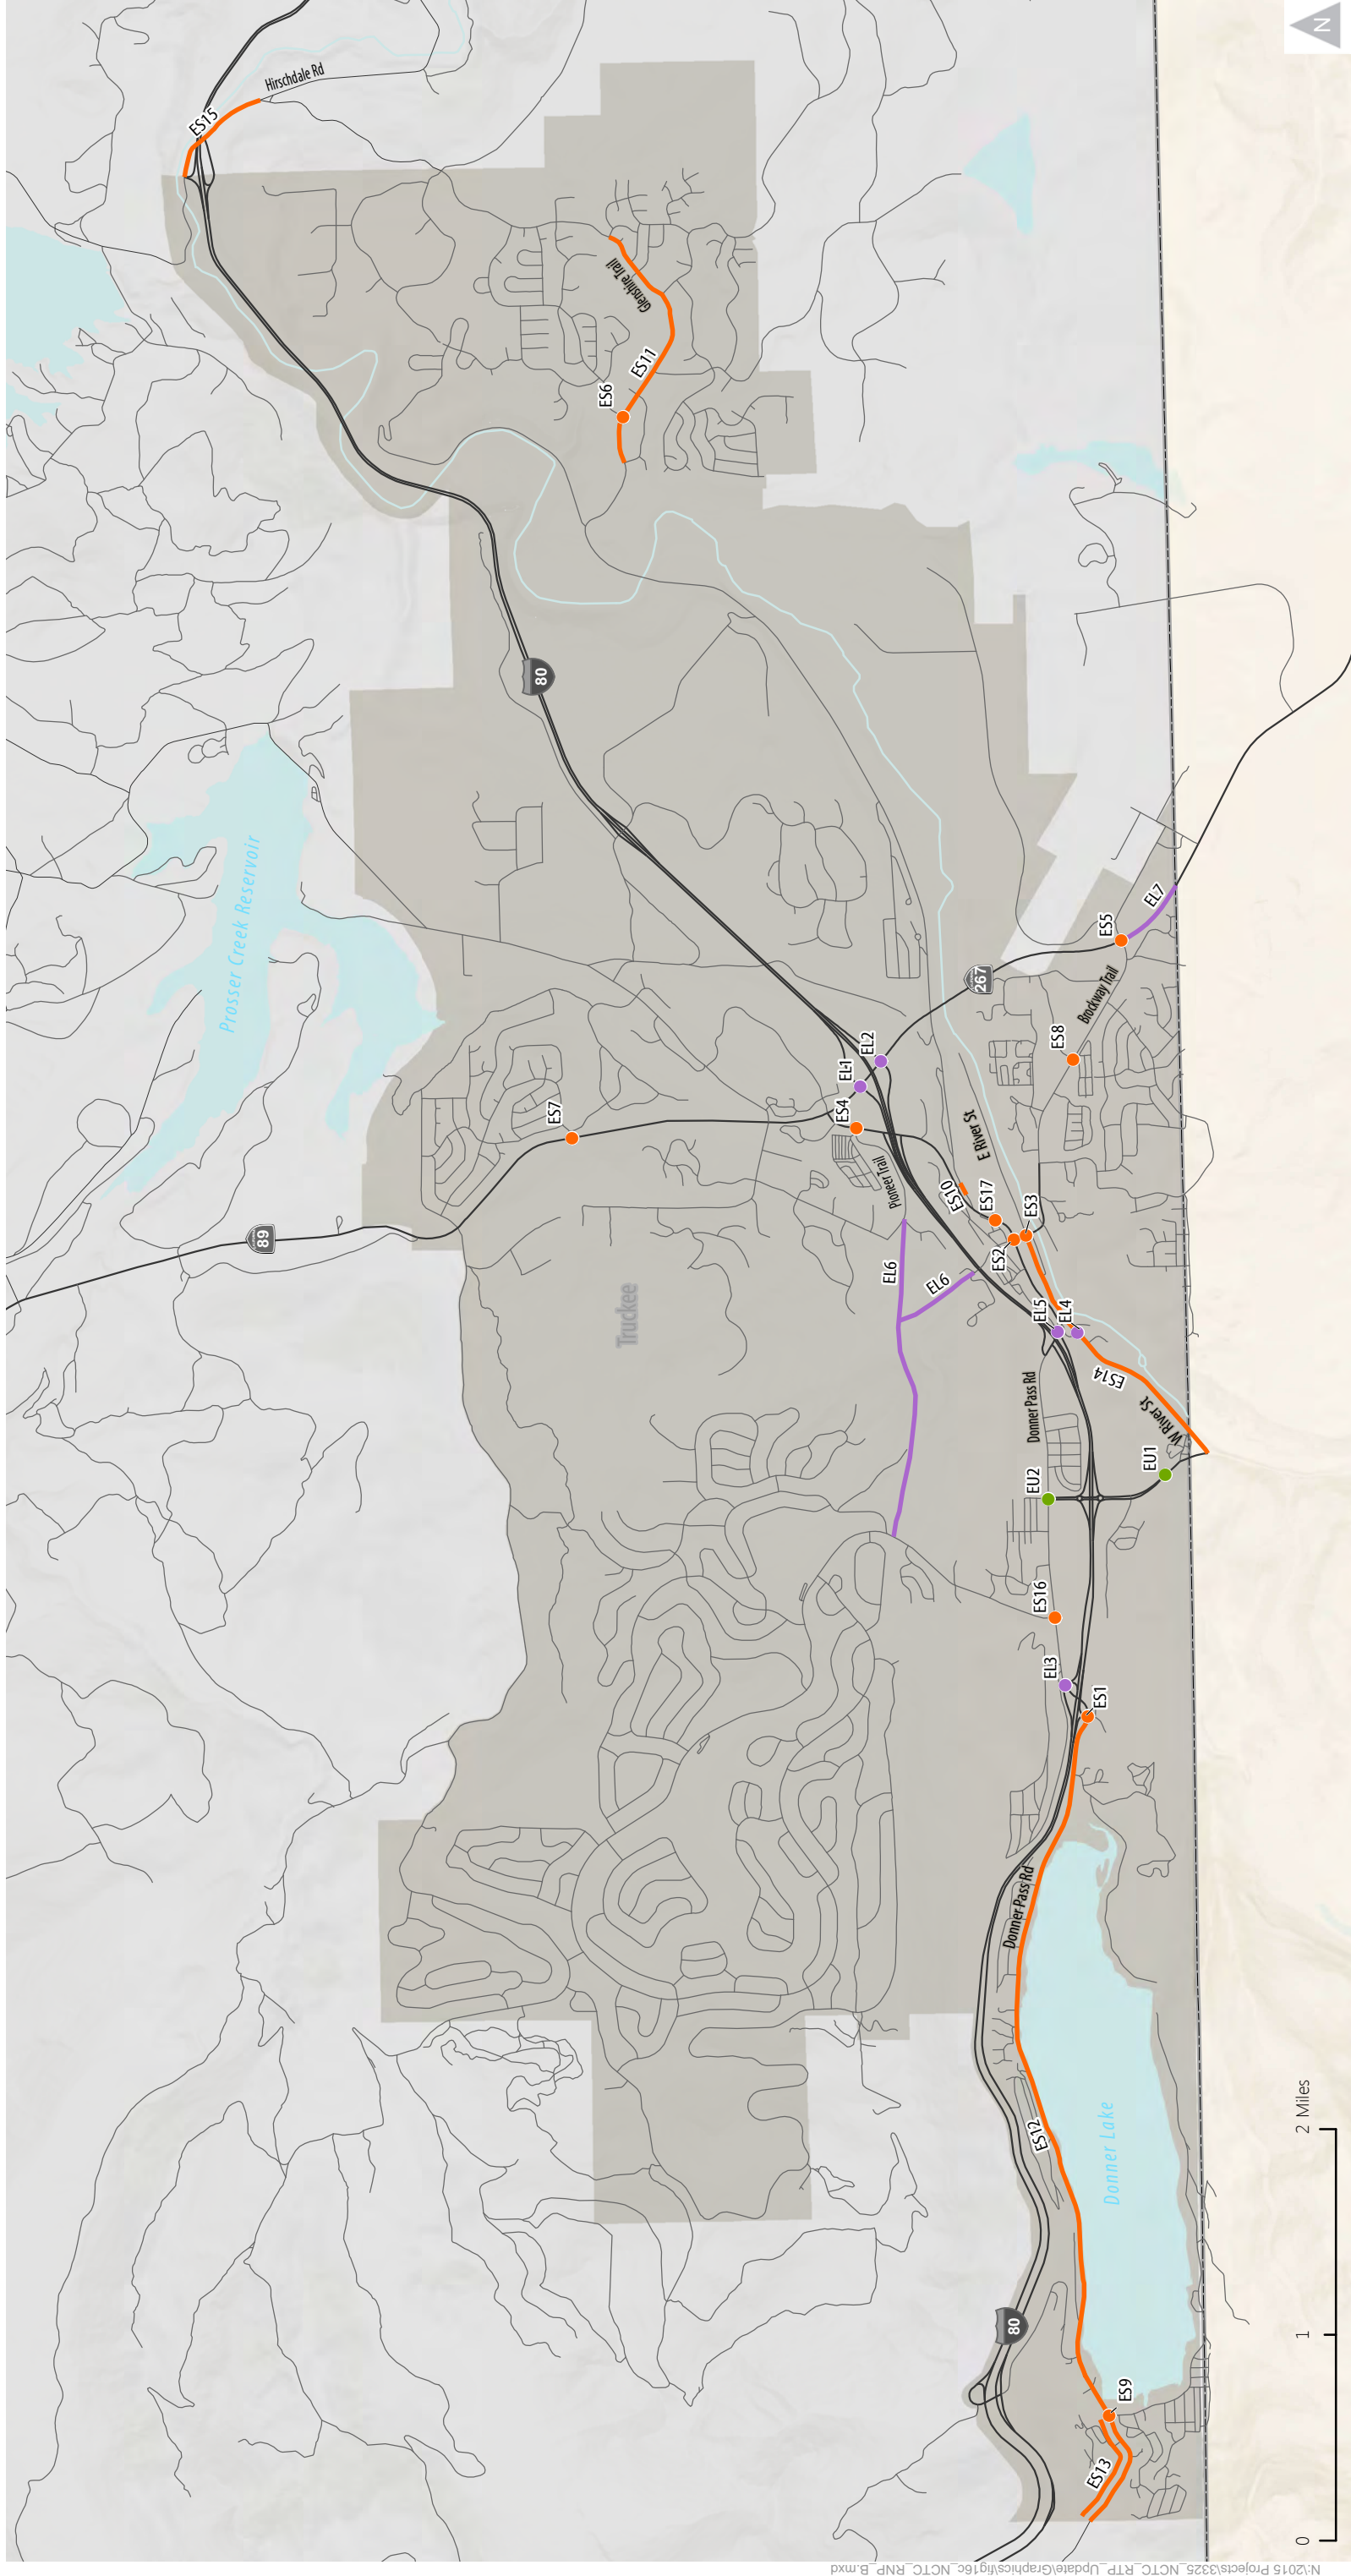 N
Hirschdale Rd
ES15
Glenshire Trail
ES11
ES6
80
Prosser Creek Reservoir
EL7
ES5
267
Brockway Trail
ES8
EL2
EL1
ES4
ES7
E River St
Pioneer Trail
ES10
ES17
ES3
ES2
89
EL6
EL6
Truckee
EL5
EL4
ES14
Donner Pass Rd
W River St
EU1
EU2
ES16
EL3
ES1
Donner Pass Rd
ES12
Donner Lake
80
ES9
ES13
0
1
2 Miles
N:\2015 Projects\3325_NCTC_RTP_Update\Graphics\fig16c_NCTC_RNP_B.mxd